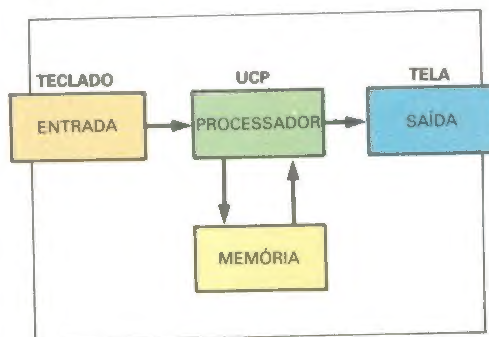 TECLADO
UCP
TELA
ENTRADA
PROCESSADOR
SAÍDA
MEMÓRIA